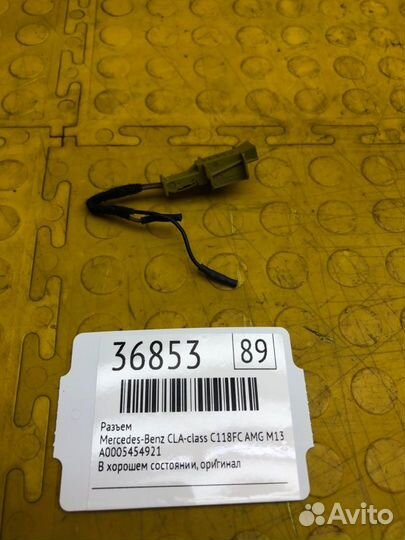 36853 89
Разъем
Mercedes-Benz CLA-class C118FC AMG M13
A0005454921
В хорошем состоянии, оригинал
Avito